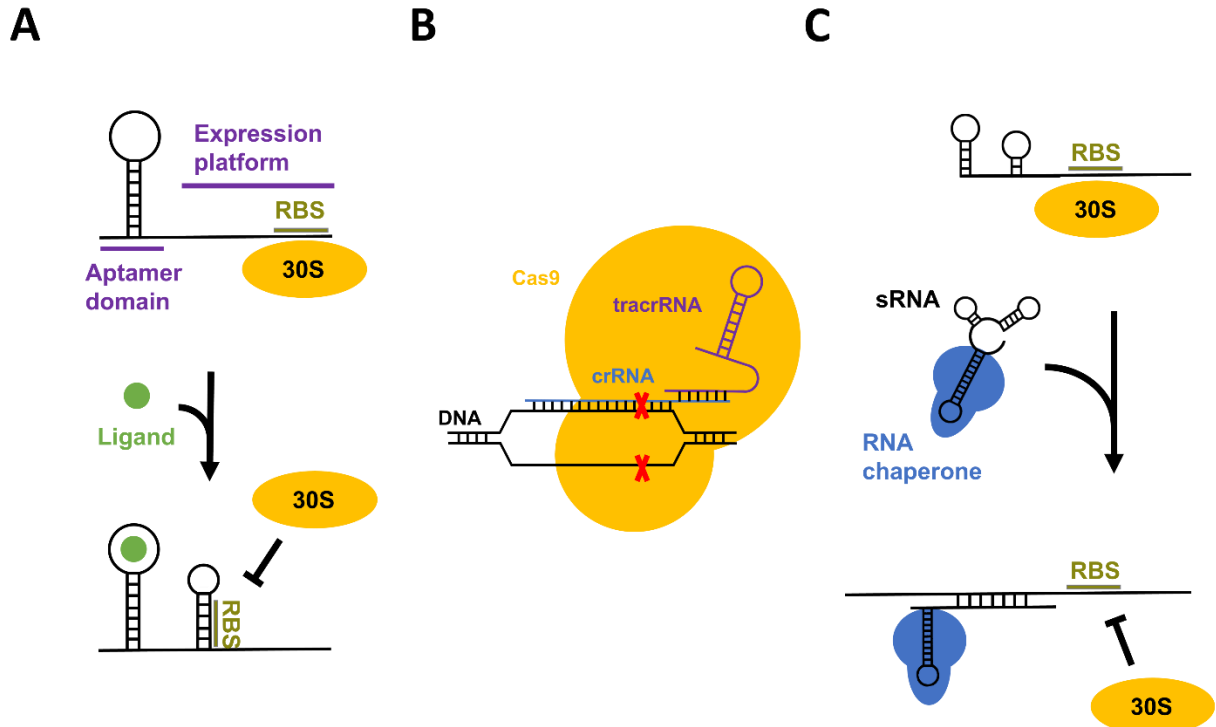 A
Expression
platform
RBS
30S
Aptamer
domain
Ligand
30S
RBS
B
Cas9
tracrRNA
crRNA
DNA
C
RBS
30S
sRNA
RNA
chaperone
RBS
30S